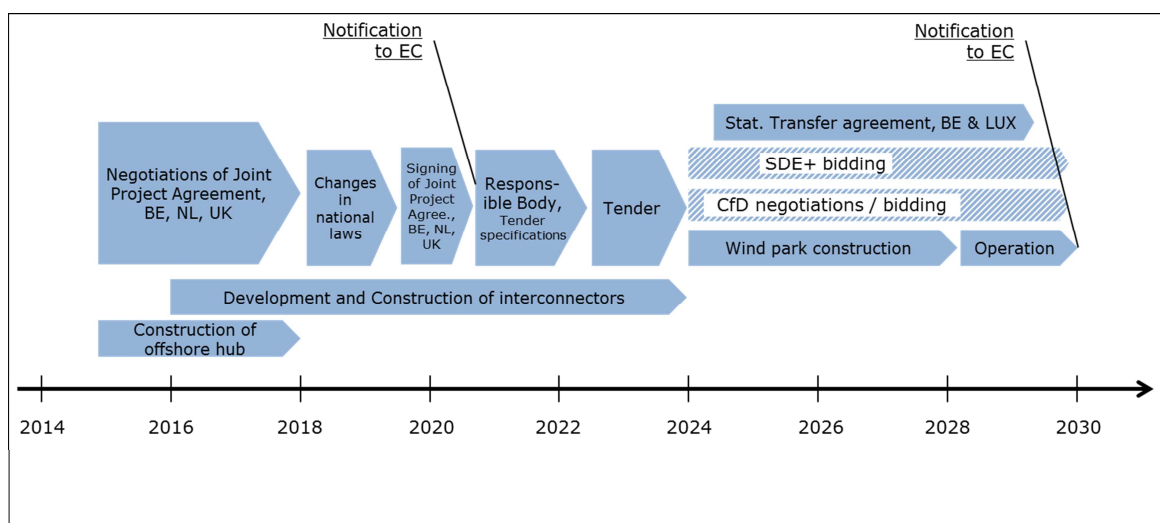 Notification
to EC
Notification
to EC
Stat. Transfer agreement, BE & LUX
SDE+ bidding
CfD negotiations / bidding
Negotiations of Joint
Project Agreement,
BE, NL, UK
Changes
in
national
laws
Signing
of Joint
Project
Agree.,
BE, NL,
UK
Respons-
ible Body,
Tender
specifications
Tender
Wind park construction
Operation
Development and Construction of interconnectors
Construction of
offshore hub
2014 2016 2018 2020 2022 2024 2026 2028 2030